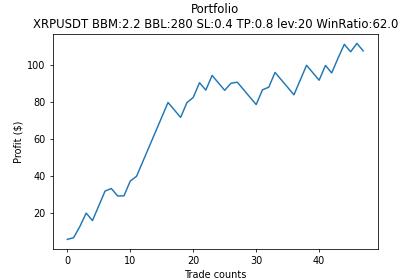 Portfolio
XRPUSDT BBM:2.2 BBL:280 SL:0.4 TP:0.8 lev:20 WinRatio:62.0
100
80
60
40
20
Profit ($)
0 10 20 30 40
Trade counts